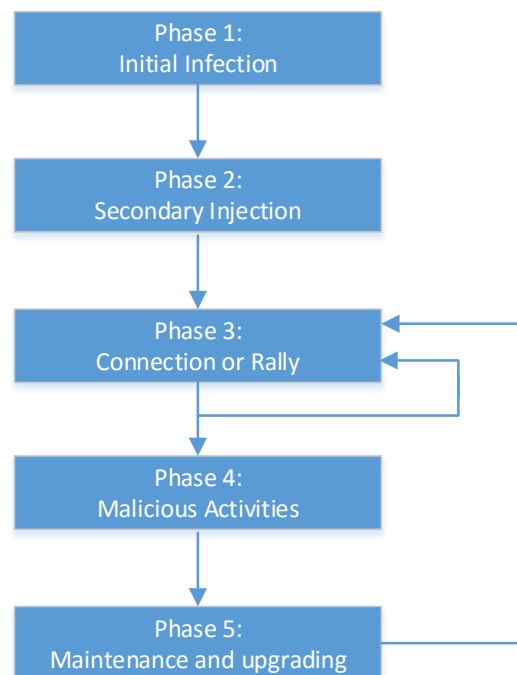 Phase 1:
Initial Infection
Phase 2:
Secondary Injection
Phase 3:
Connection or Rally
Phase 4:
Malicious Activities
Phase 5:
Maintenance and upgrading